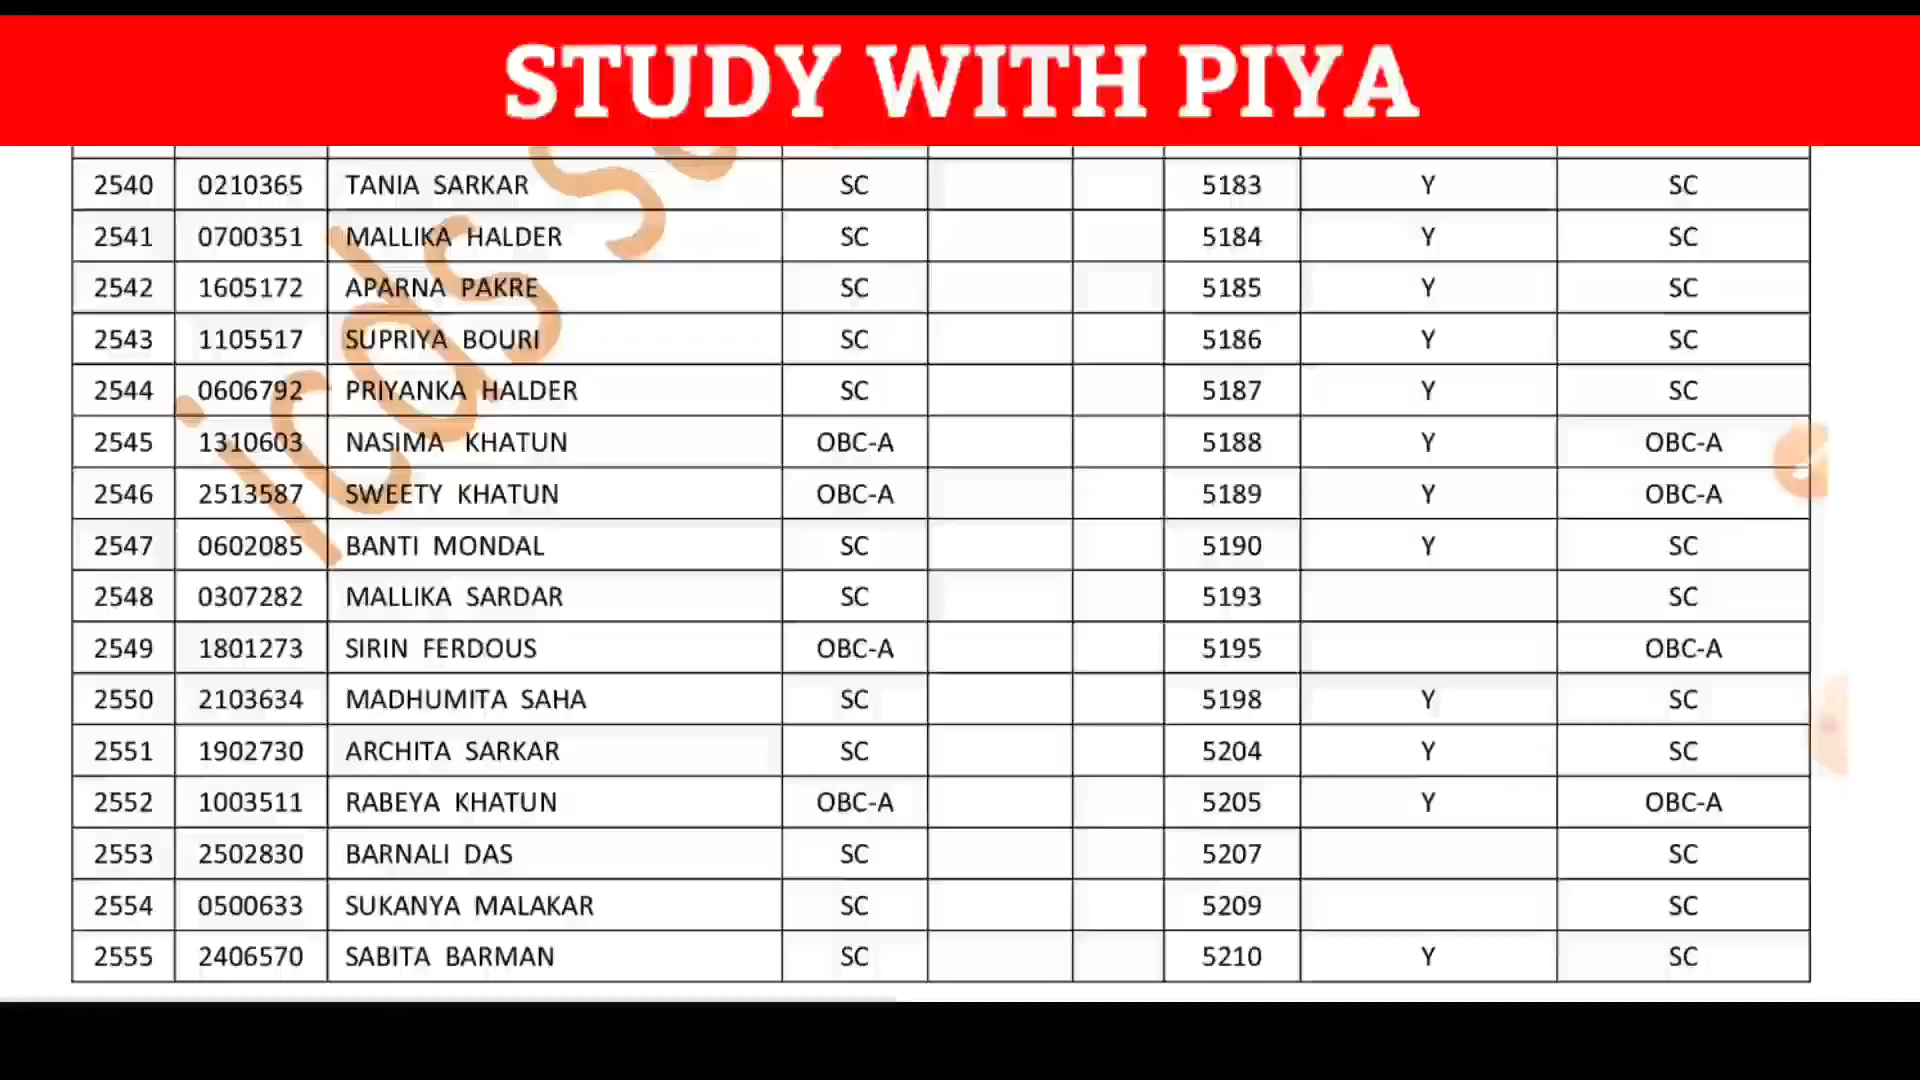 STUDY WITH PIYA
2540 0210365 TANIA SARKAR SC 5183 Y SC
2541 0700351 MALLIKA HALDER SC 5184 Y SC
2542 1605172 APARNA PAKRE SC 5185 Y SC
2543 1105517 SUPRIYA BOURI SC 5186 Y SC
2544 0606792 PRIYANKA HALDER SC 5187 Y SC
2545 1310603 NASIMA KHATUN OBC-A 5188 Y OBC-A
2546 2513587 SWEETY KHATUN OBC-A 5189 Y OBC-A
2547 0602085 BANTI MONDAL SC 5190 Y SC
2548 0307282 MALLIKA SARDAR SC 5193 SC
2549 1801273 SIRIN FERDOUS OBC-A 5195 OBC-A
2550 2103634 MADHUMITA SAHA SC 5198 Y SC
2551 1902730 ARCHITA SARKAR SC 5204 Y SC
2552 1003511 RABEYA KHATUN OBC-A 5205 Y OBC-A
2553 2502830 BARNALI DAS SC 5207 SC
2554 0500633 SUKANYA MALAKAR SC 5209 SC
2555 2406570 SABITA BARMAN SC 5210 Y SC
icds